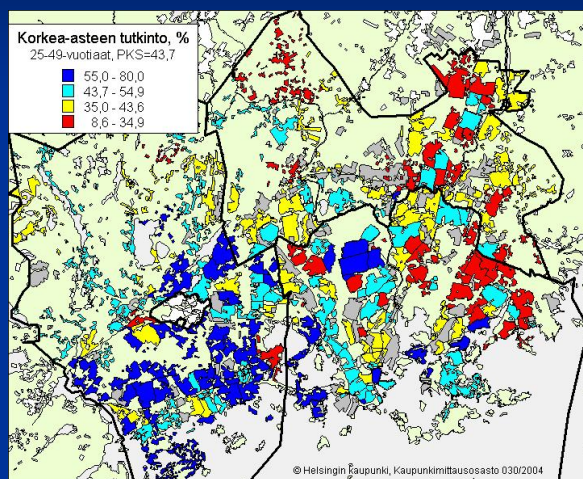 Korkea-asteen tutkinto, %
25-49-vuotiaat, PKS=43,7
55,0 - 80,0
43,7 - 54,9
35,0 - 43,6
8,6 - 34,9
© Helsingin kaupunki, Kaupunkimittausosasto 030/2004